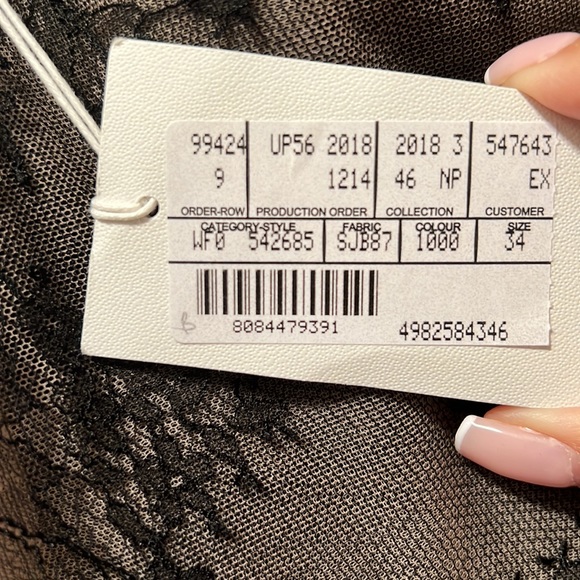 99424 UP56 2018 2018 3 547643
9 1214 46 NP EX
ORDER-ROW PRODUCTION ORDER COLLECTION CUSTOMER
CATEGORY-STYLE FABRIC COLOUR SIZE
WF0 542685 SJB87 1000 34
8084479391 4982584346